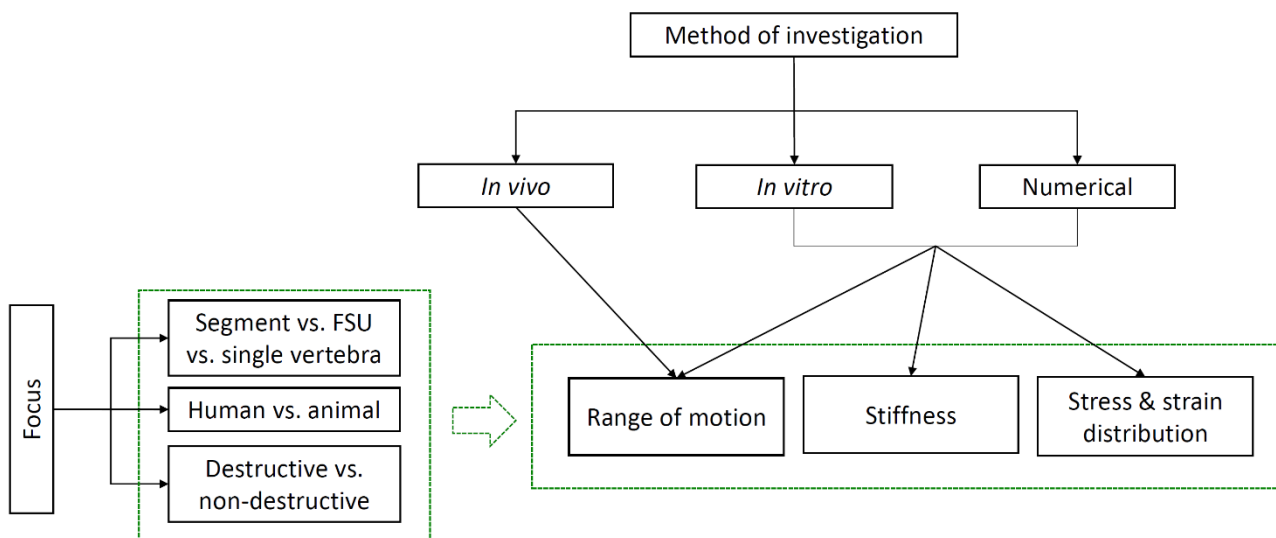 Method of investigation
In vivo
In vitro
Numerical
Focus
Segment vs. FSU
vs. single vertebra
Human vs. animal
Destructive vs.
non-destructive
Range of motion
Stiffness
Stress & strain
distribution